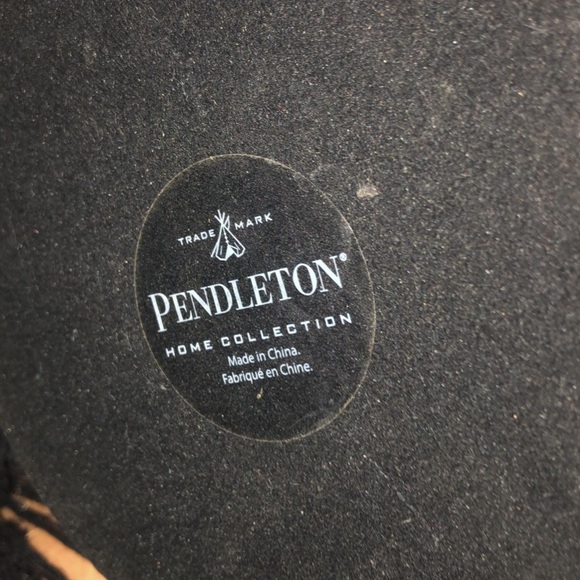 TRADE MARK
PENDLETON®
HOME COLLECTION
Made in China.
Fabriqué en Chine.